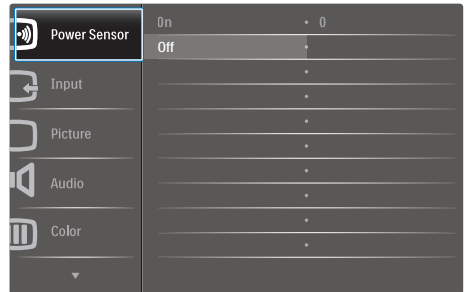 Power Sensor
On • 0
Off •
•
Input
•
•
Picture
•
•
Audio
•
•
Color
•
▼